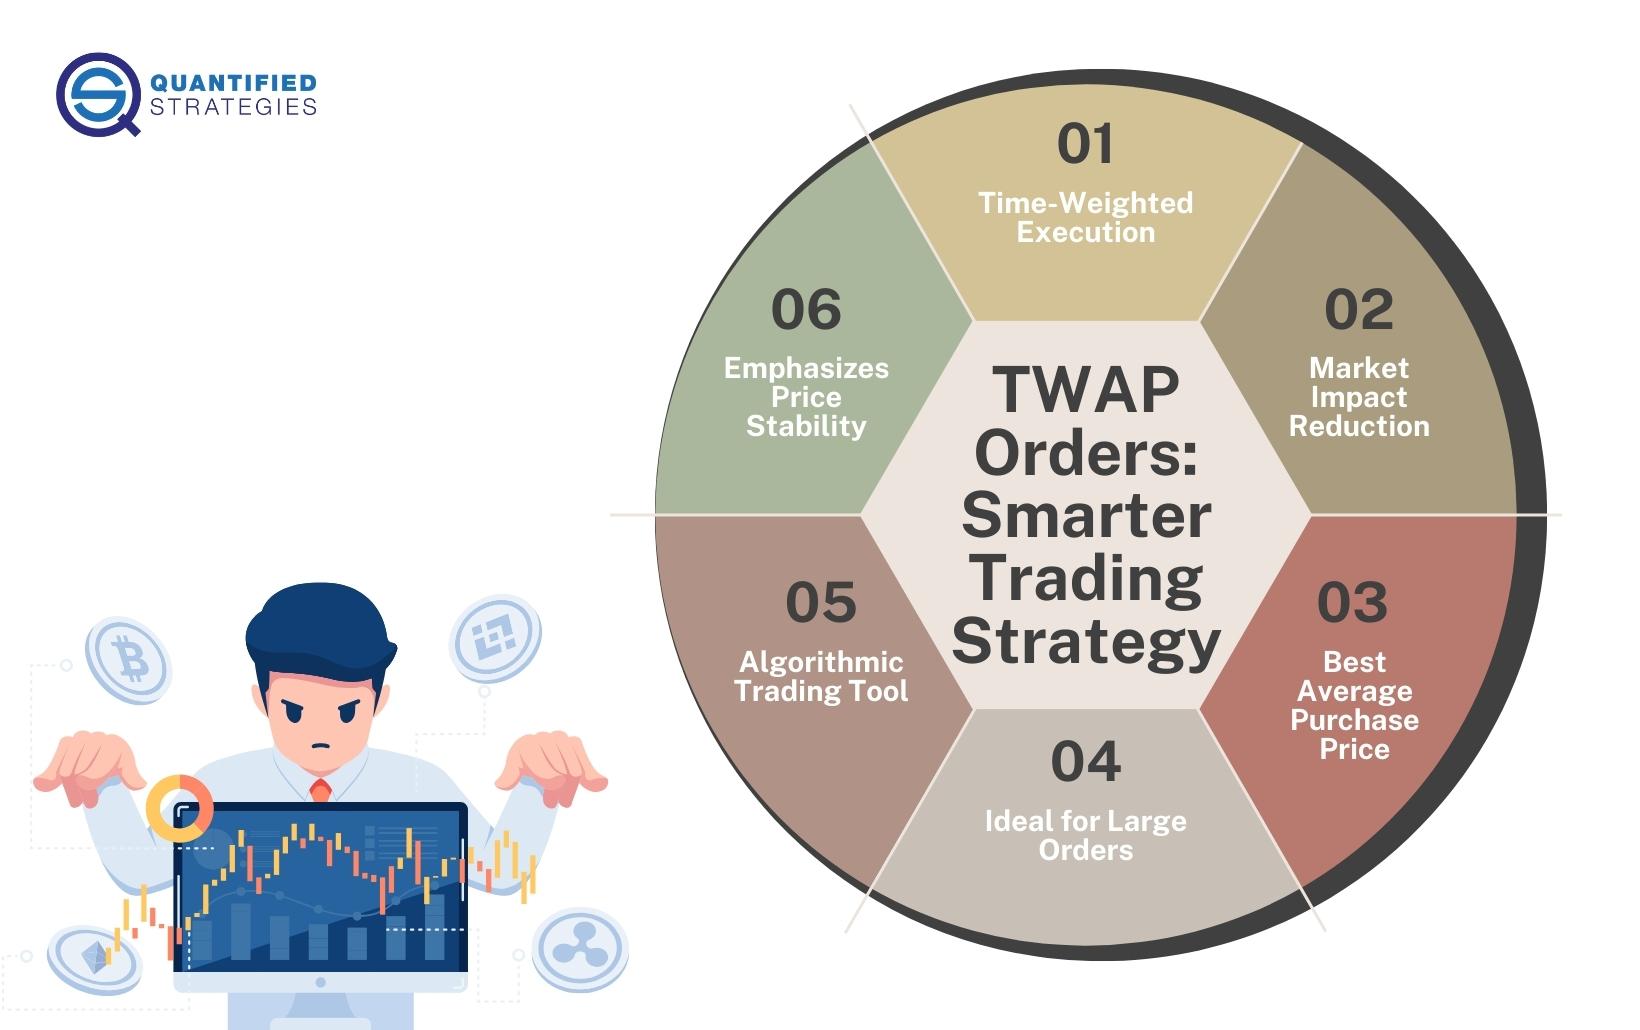 QUANTIFIED
STRATEGIES
01
Time-Weighted
Execution
02
Market
Impact
Reduction
03
Best
Average
Purchase
Price
04
Ideal for Large
Orders
05
Algorithmic
Trading Tool
06
Emphasizes
Price
Stability
TWAP
Orders:
Smarter
Trading
Strategy